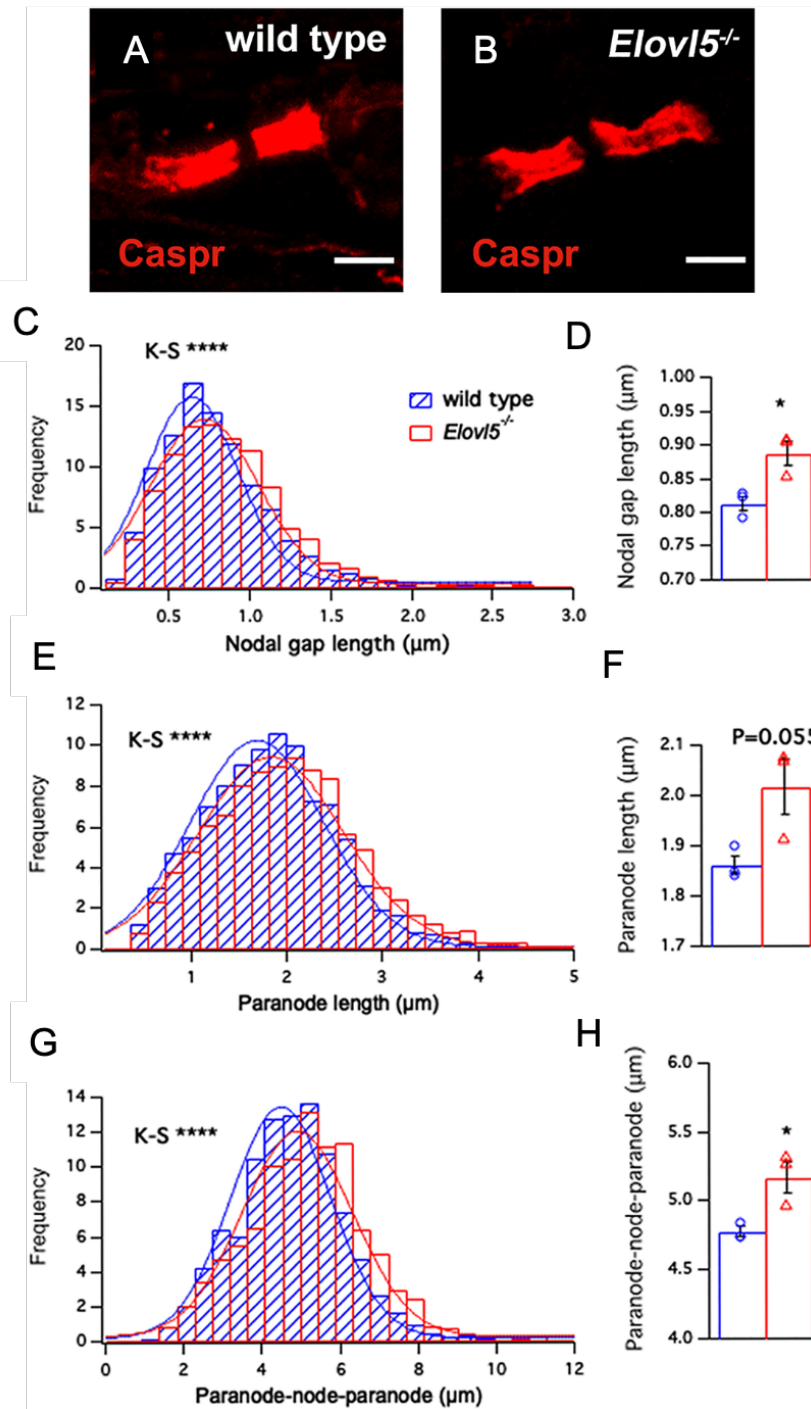 A
wild type
Caspr
B
Elovl5-/-
Caspr
C
K-S ****
wild type
Elovl5-/-
Frequency
20
15
10
5
0
0.5
1.0
1.5
2.0
2.5
3.0
Nodal gap length (µm)
D
*
Nodal gap length (µm)
1.00
0.95
0.90
0.85
0.80
0.75
0.70
E
K-S ****
Frequency
12
10
8
6
4
2
0
1
2
3
4
5
Paranode length (µm)
F
P=0.055
Paranode length (µm)
2.1
2.0
1.9
1.8
1.7
G
K-S ****
Frequency
14
12
10
8
6
4
2
0
0
2
4
6
8
10
12
Paranode-node-paranode (µm)
H
*
Paranode-node-paranode (µm)
6.0
5.5
5.0
4.5
4.0